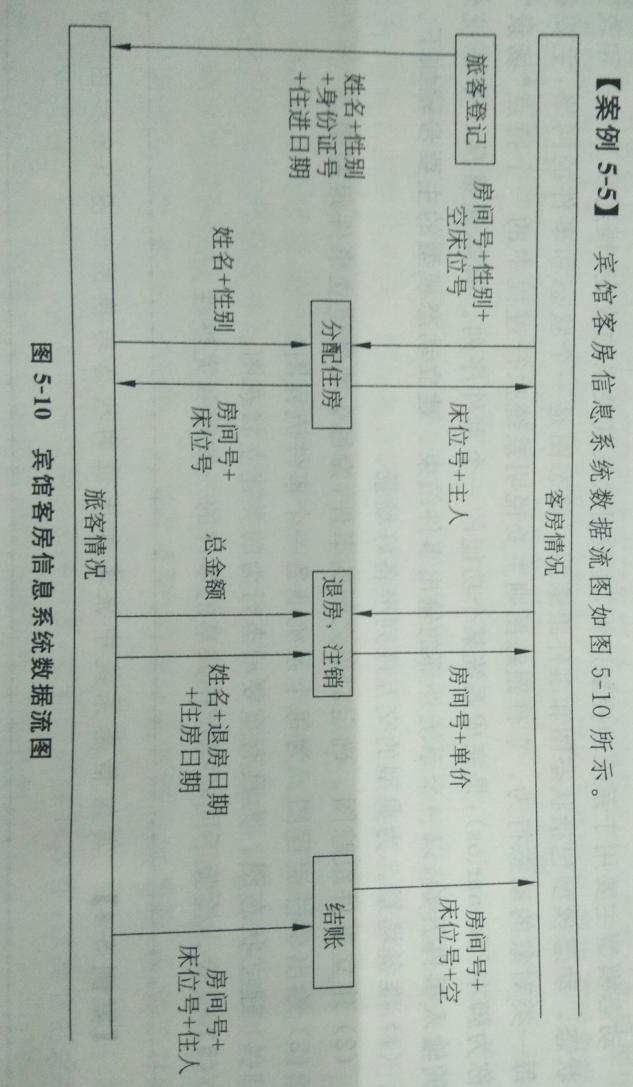 【案例 5-5】 宾馆客房信息系统数据流图如图 5-10 所示。
客房情况
旅客登记
房间号+性别+
空床位号
床位号+主人
房间号+单价
房间号+
床位号+空
分配住房
退房，注销
结账
姓名+性别
+身份证号
+住进日期
姓名+性别
房间号+
床位号
总金额
姓名+退房日期
+住房日期
房间号+
床位号+住人
旅客情况
图 5-10 宾馆客房信息系统数据流图